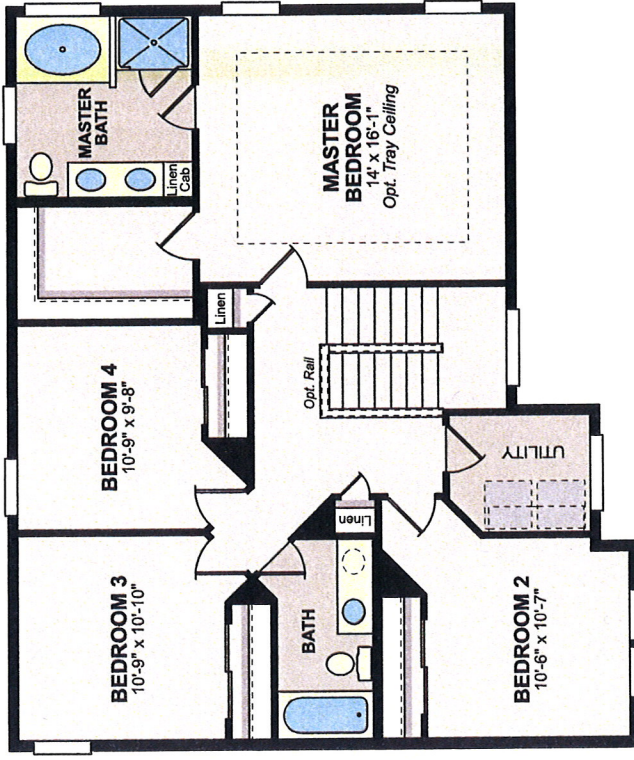 MASTER
BATH
Linen
Cab
MASTER
BEDROOM
14' x 16'-1"
Opt. Tray Ceiling
Linen
BEDROOM 4
10'-9" x 9'-8"
Opt. Rail
UTILITY
Linen
BEDROOM 3
10'-9" x 10'-10"
BATH
BEDROOM 2
10'-6" x 10'-7"